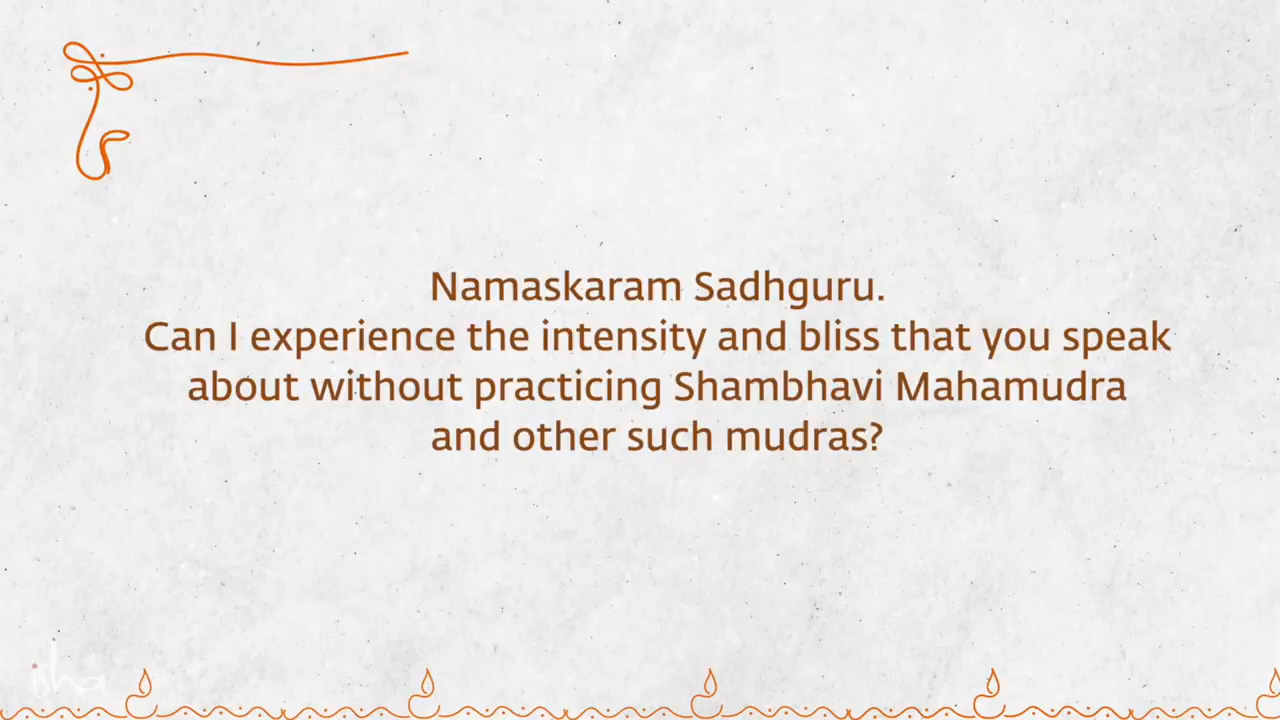 Namaskaram Sadhguru.
Can I experience the intensity and bliss that you speak
about without practicing Shambhavi Mahamudra
and other such mudras?
isha